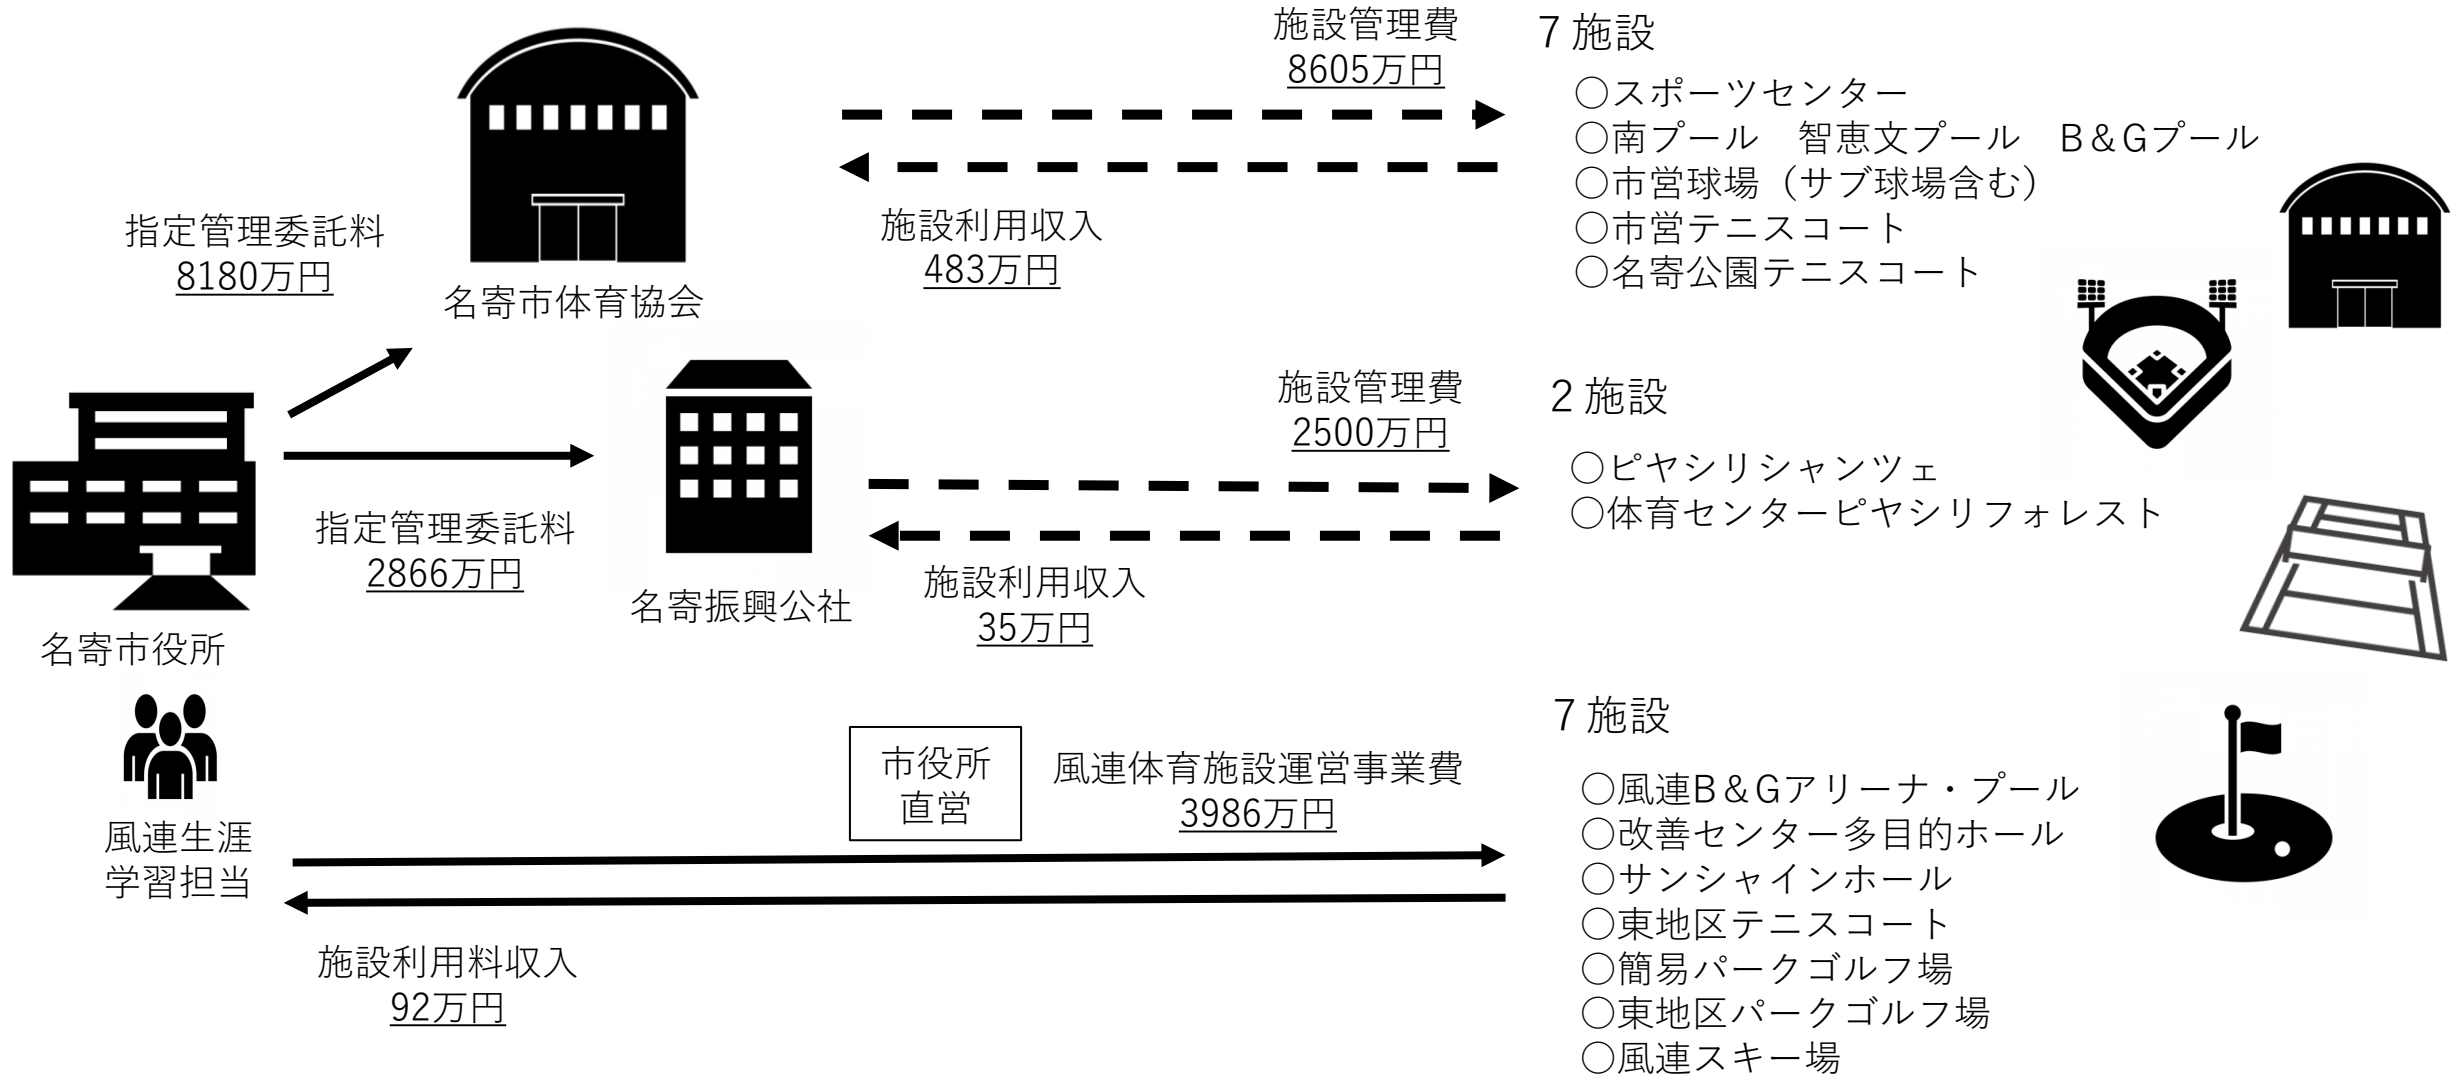 施設管理費
8605万円
7施設
○スポーツセンター
○南プール　智恵文プール　B＆Gプール
○市営球場（サブ球場含む）
○市営テニスコート
○名寄公園テニスコート
指定管理委託料
8180万円
名寄市体育協会
施設利用収入
483万円
施設管理費
2500万円
2施設
○ピヤシリシャンツェ
○体育センターピヤシリフォレスト
指定管理委託料
2866万円
名寄振興公社
施設利用収入
35万円
名寄市役所
風連生涯
学習担当
市役所
直営
風連体育施設運営事業費
3986万円
7施設
○風連B＆Gアリーナ・プール
○改善センター多目的ホール
○サンシャインホール
○東地区テニスコート
○簡易パークゴルフ場
○東地区パークゴルフ場
○風連スキー場
施設利用料収入
92万円